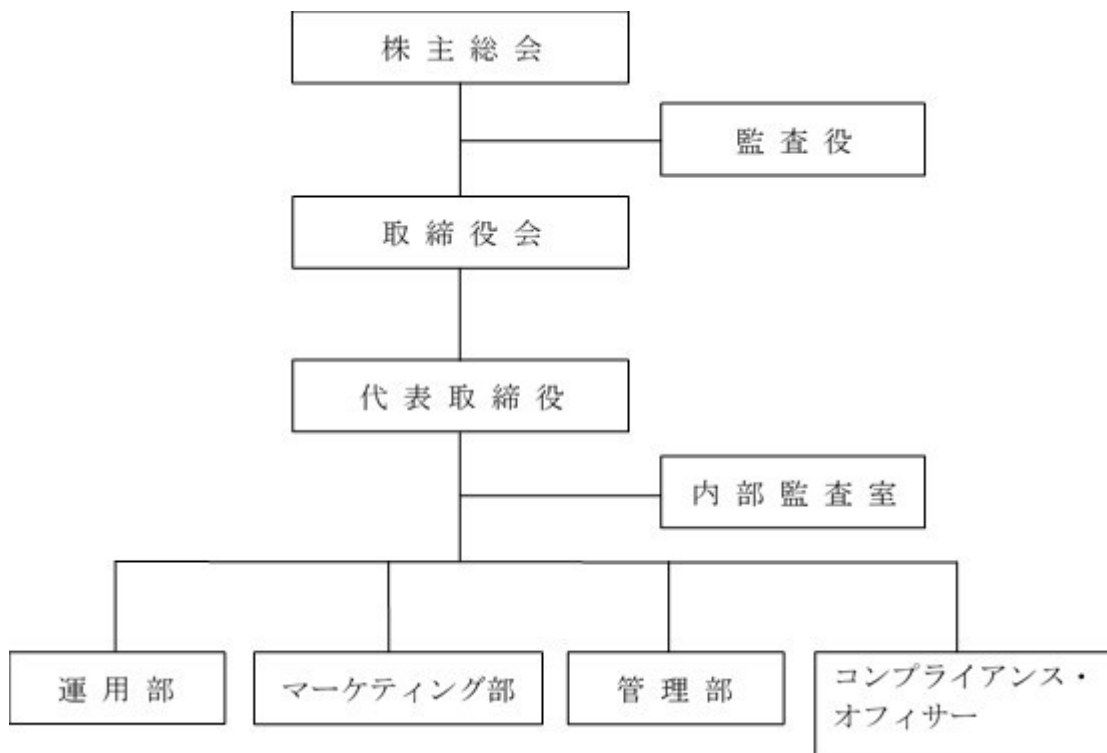 株主総会
監査役
取締役会
代表取締役
内部監査室
運用部
マーケティング部
管理部
コンプライアンス・
オフィサー